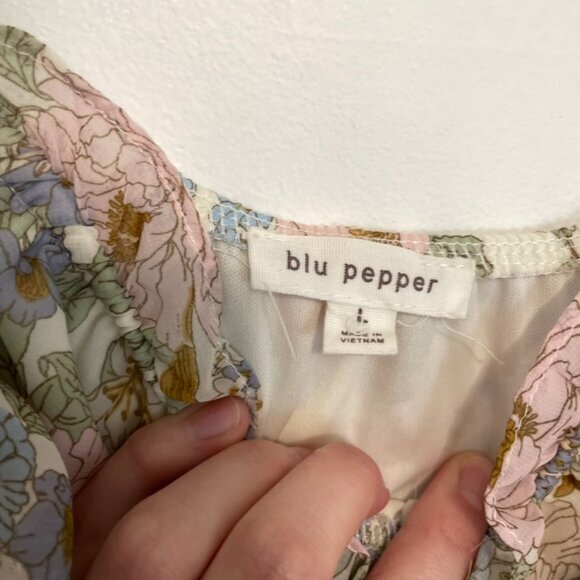 blu pepper
L
MADE IN
VIETNAM